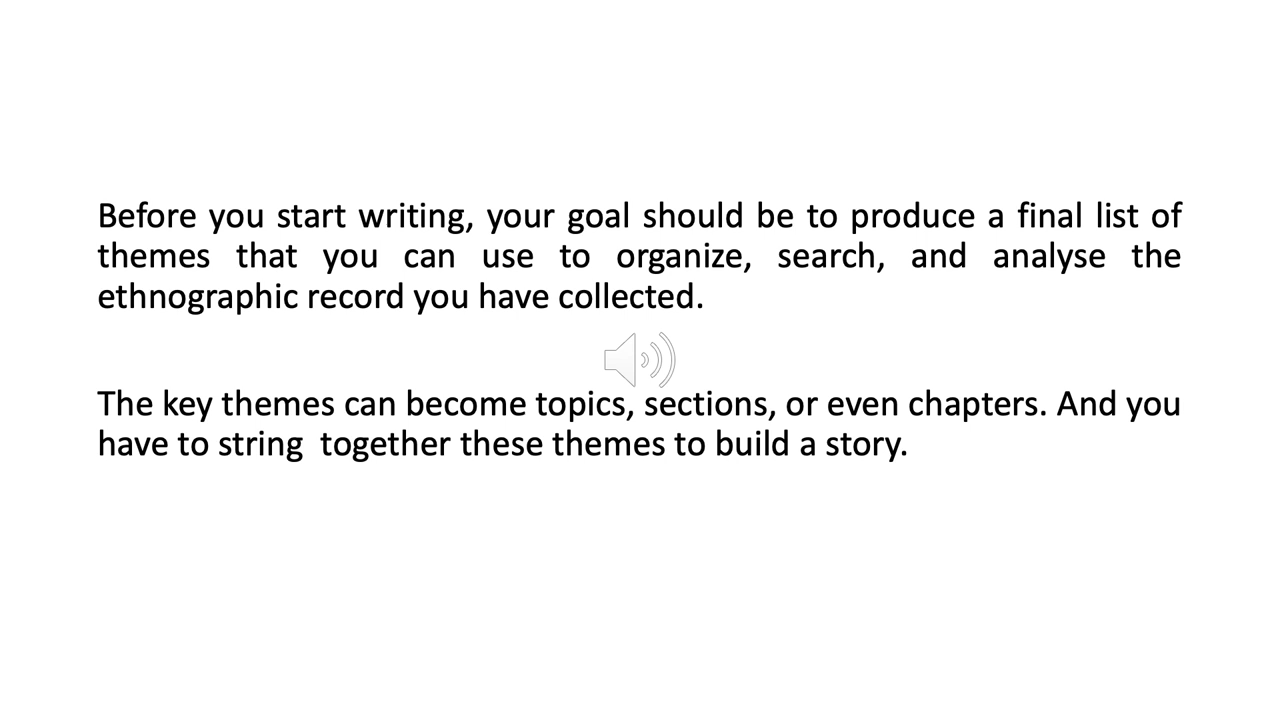 Before you start writing, your goal should be to produce a final list of
themes that you can use to organize, search, and analyse the
ethnographic record you have collected.
The key themes can become topics, sections, or even chapters. And you
have to string  together these themes to build a story.